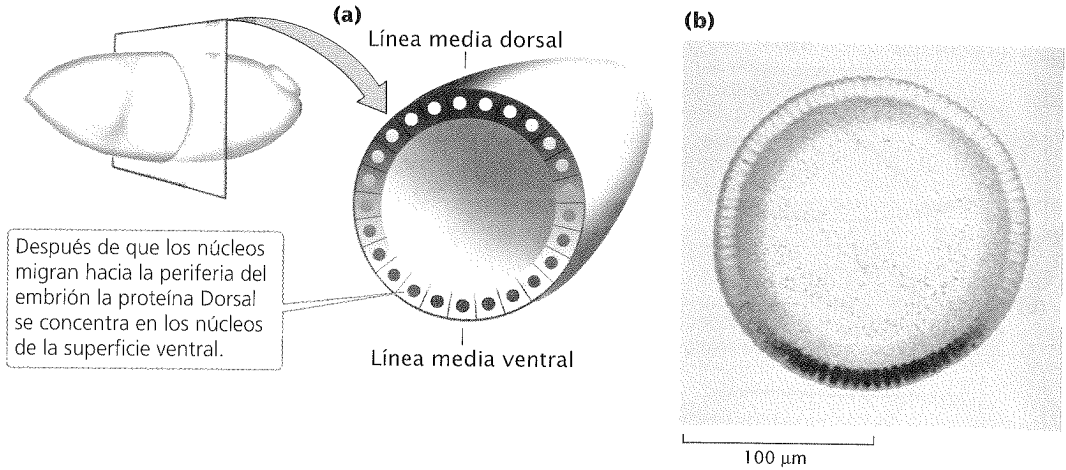 (a)
Línea media dorsal
Después de que los núcleos
migran hacia la periferia del
embrión la proteína Dorsal
se concentra en los núcleos
de la superficie ventral.
Línea media ventral
(b)
100 μm